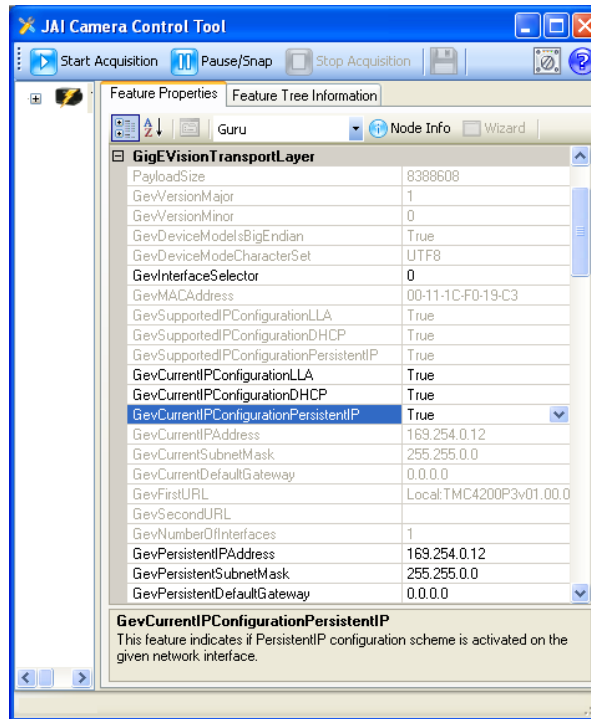 JAI Camera Control Tool
Start Acquisition Pause/Snap Stop Acquisition
Feature Properties Feature Tree Information
Guru Node Info Wizard
GigEVisionTransportLayer
PayloadSize 8388608
GevVersionMajor 1
GevVersionMinor 0
GevDeviceModeIsBigEndian True
GevDeviceModeCharacterSet UTF8
GevInterfaceSelector 0
GevMACAddress 00-11-1C-F0-19-C3
GevSupportedIPConfigurationLLA True
GevSupportedIPConfigurationDHCP True
GevSupportedIPConfigurationPersistentIP True
GevCurrentIPConfigurationLLA True
GevCurrentIPConfigurationDHCP True
GevCurrentIPConfigurationPersistentIP True
GevCurrentIPAddress 169.254.0.12
GevCurrentSubnetMask 255.255.0.0
GevCurrentDefaultGateway 0.0.0.0
GevFirstURL Local:TMC4200P3v01.00.0
GevSecondURL
GevNumberOfInterfaces 1
GevPersistentIPAddress 169.254.0.12
GevPersistentSubnetMask 255.255.0.0
GevPersistentDefaultGateway 0.0.0.0
GevCurrentIPConfigurationPersistentIP
This feature indicates if PersistentIP configuration scheme is activated on the
given network interface.